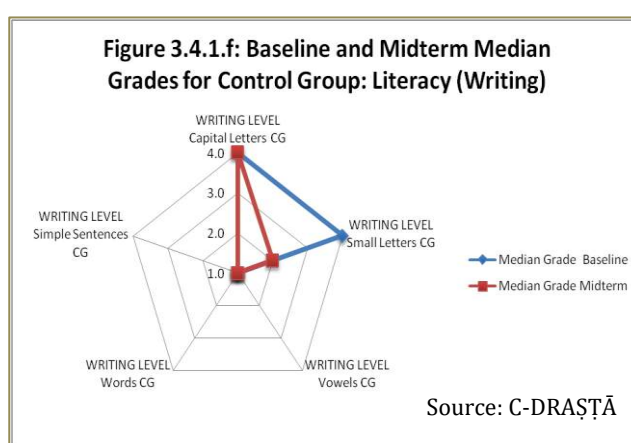 Figure 3.4.1.f: Baseline and Midterm Median
Grades for Control Group: Literacy (Writing)
WRITING LEVEL
Capital Letters CG
4.0
3.0
2.0
1.0
WRITING LEVEL
Small Letters CG
WRITING LEVEL
Simple Sentences
CG
Median Grade Baseline
Median Grade Midterm
WRITING LEVEL
Words CG
WRITING LEVEL
Vowels CG
Source: C-DRAṢṬĀ